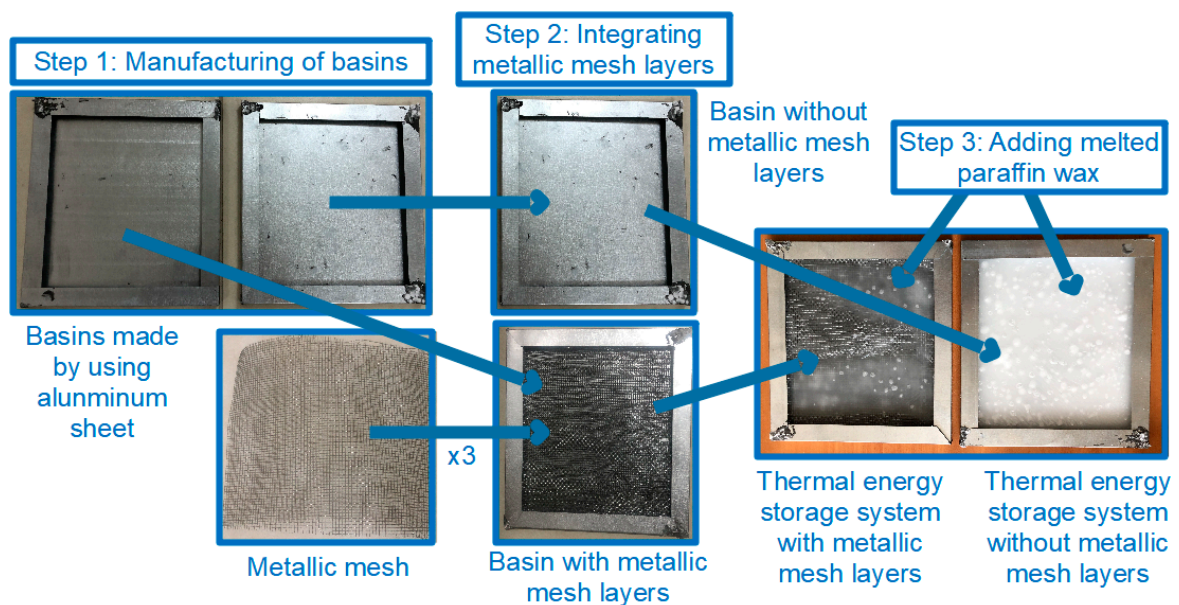 Step 1: Manufacturing of basins
Step 2: Integrating
metallic mesh layers
Basin without
metallic mesh
layers
Step 3: Adding melted
paraffin wax
Basins made
by using
alunminum
sheet
x3
Metallic mesh
Basin with metallic
mesh layers
Thermal energy
storage system
with metallic
mesh layers
Thermal energy
storage system
without metallic
mesh layers